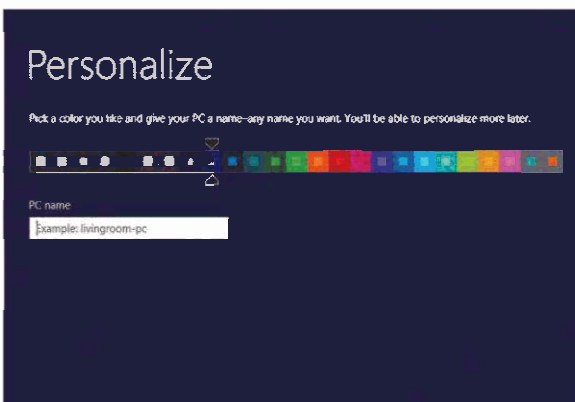 Personalize
Pick a color you like and give your PC a name–any name you want. You'll be able to personalize more later.
PC name
Example: livingroom-pc